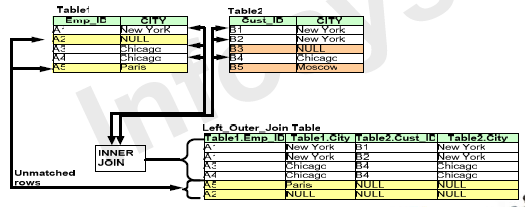 Table1
Emp_ID CITY
A1 New York
A2 NULL
A3 Chicago
A4 Chicago
A5 Paris
Table2
Cust_ID CITY
B1 New York
B2 New York
B3 NULL
B4 Chicago
B5 Moscow
INNER
JOIN
Unmatched
rows
Left_Outer_Join Table
Table1.Emp_ID Table1.City Table2.Cust_ID Table2.City
A1 New York B1 New York
A1 New York B2 New York
A3 Chicago B4 Chicago
A4 Chicago B4 Chicago
A5 Paris NULL NULL
A2 NULL NULL NULL